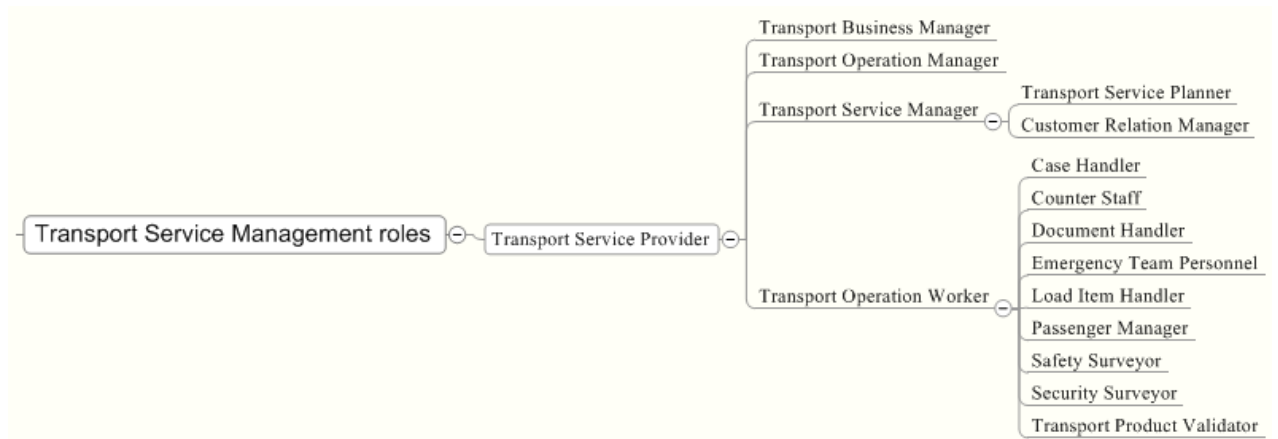 Transport Service Management roles
Transport Service Provider
Transport Business Manager
Transport Operation Manager
Transport Service Manager
Transport Service Planner
Customer Relation Manager
Transport Operation Worker
Case Handler
Counter Staff
Document Handler
Emergency Team Personnel
Load Item Handler
Passenger Manager
Safety Surveyor
Security Surveyor
Transport Product Validator